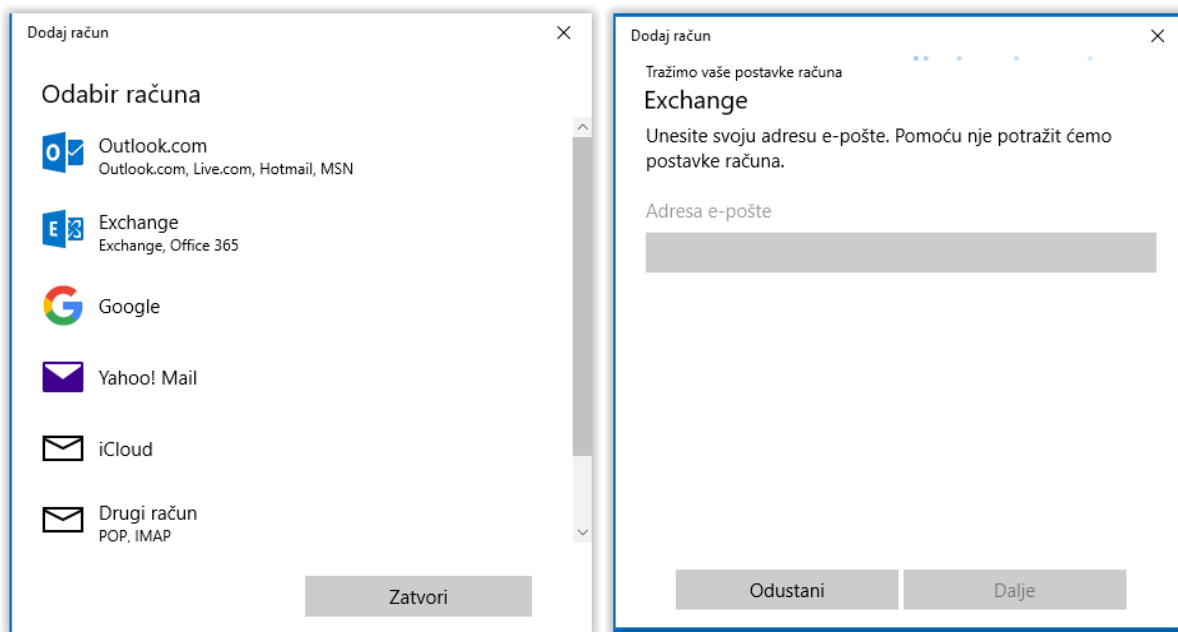 Dodaj račun
Odabir računa
Outlook.com
Outlook.com, Live.com, Hotmail, MSN
Exchange
Exchange, Office 365
Google
Yahoo! Mail
iCloud
Drugi račun
POP, IMAP
Zatvori
Dodaj račun
Tražimo vaše postavke računa
Exchange
Unesite svoju adresu e-pošte. Pomoću nje potražit ćemo
postavke računa.
Adresa e-pošte
Odustani
Dalje